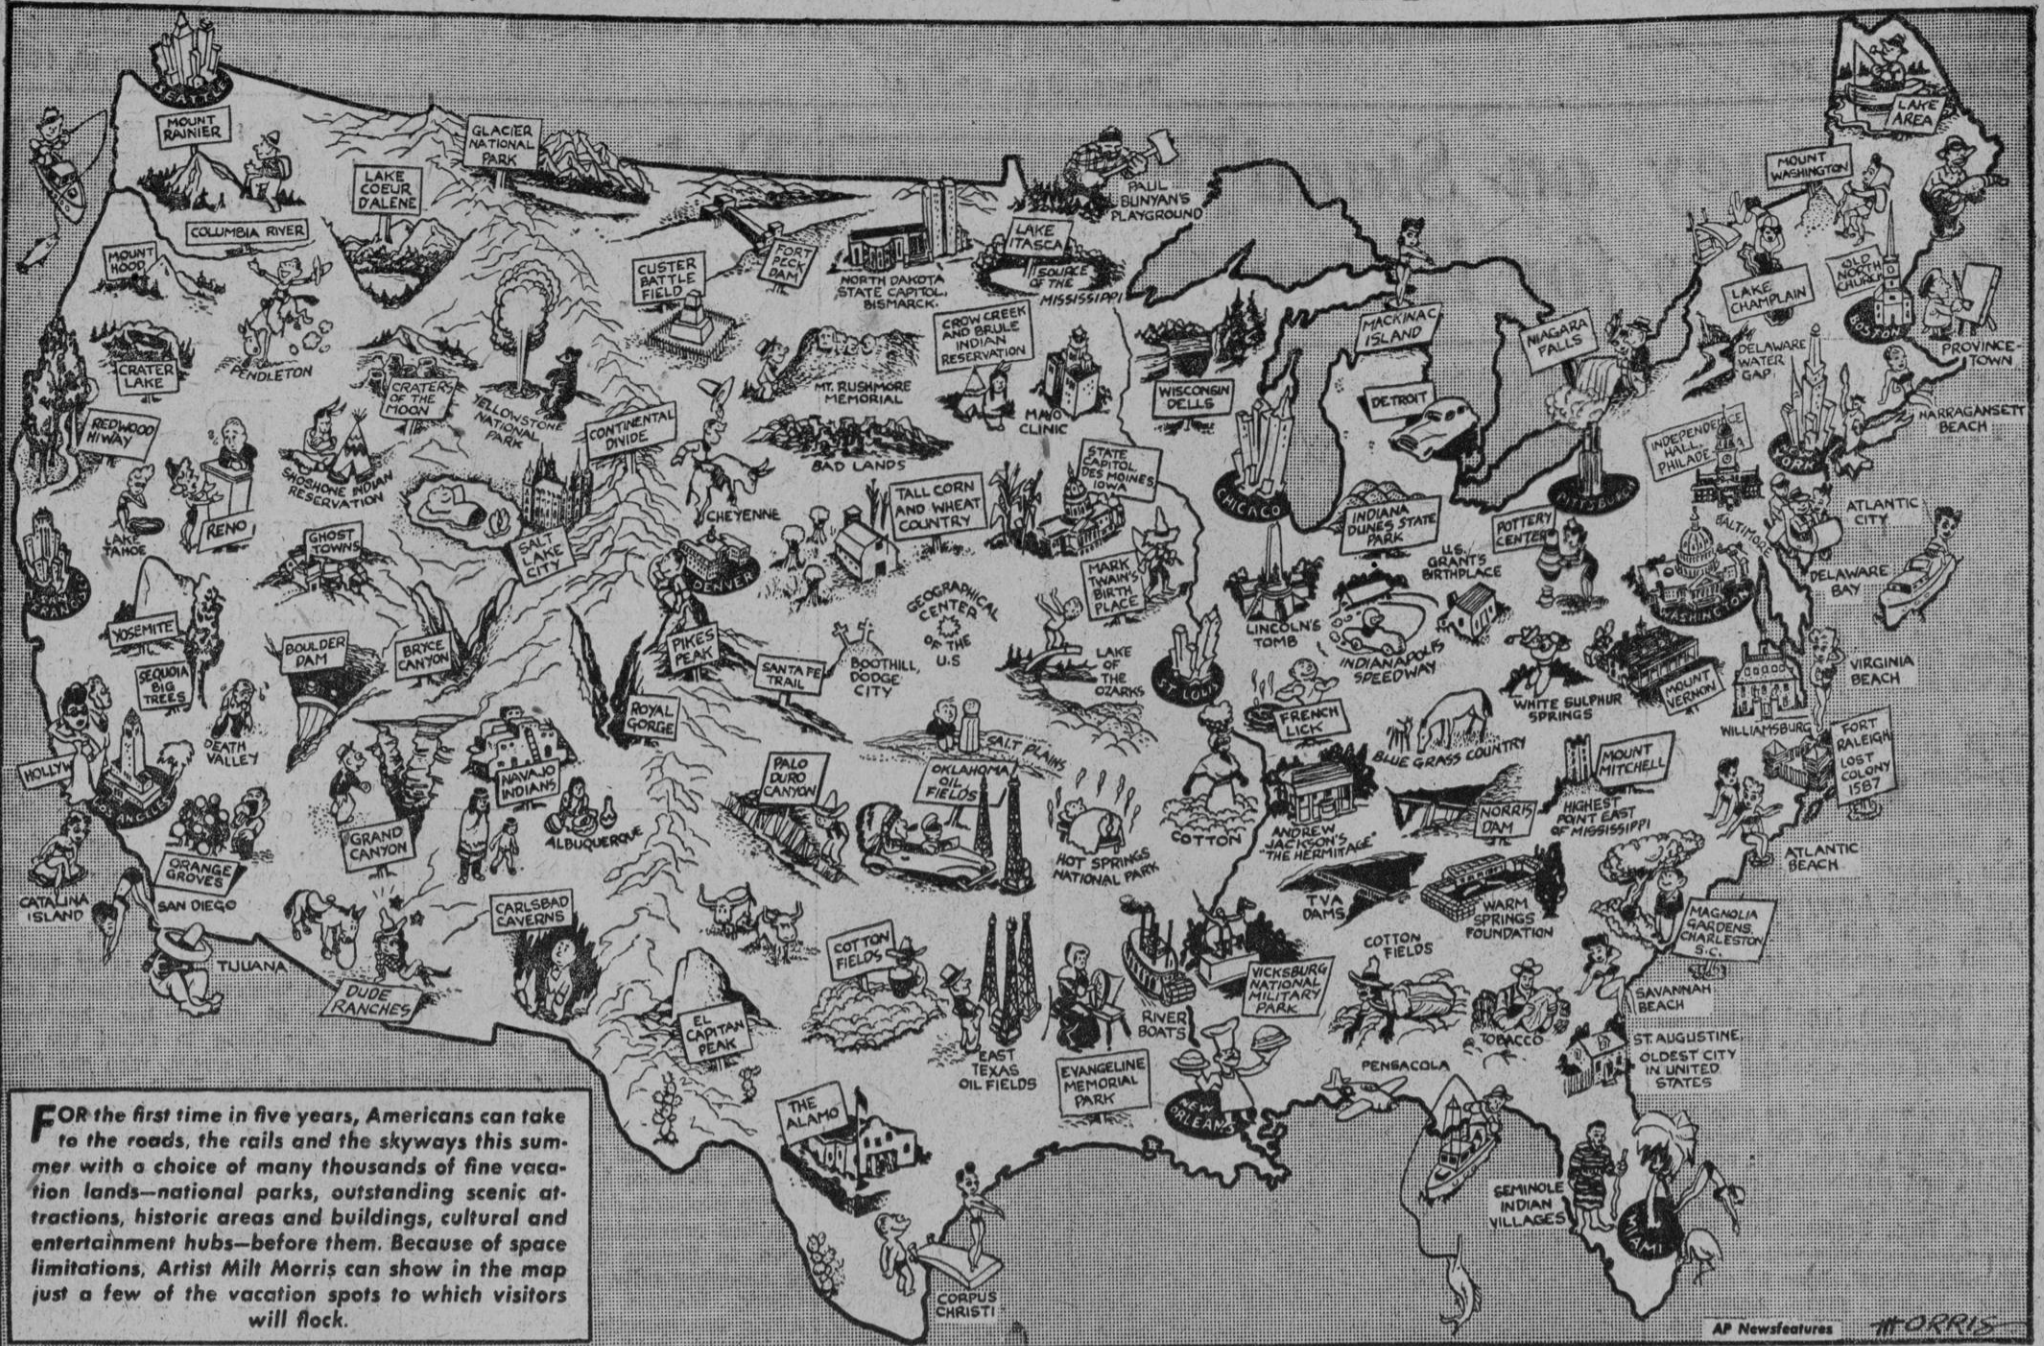 SEATTLE
MOUNT
RAINIER
GLACIER
NATIONAL
PARK
LAKE
COEUR
D'ALENE
COLUMBIA RIVER
MOUNT
HOOD
PENDLETON
CRATER
LAKE
CRATERS
OF THE
MOON
YELLOWSTONE
NATIONAL
PARK
CUSTER
BATTLE
FIELD
FORT
PECK
DAM
NORTH DAKOTA
STATE CAPITOL,
BISMARCK.
LAKE
ITASCA
SOURCE
OF THE
MISSISSIPPI
PAUL
BUNYAN'S
PLAYGROUND
CROW CREEK
AND BRULE
INDIAN
RESERVATION
MT. RUSHMORE
MEMORIAL
MAYO
CLINIC
WISCONSIN
DELLS
MACKINAC
ISLAND
DETROIT
NIAGARA
FALLS
MOUNT
WASHINGTON
LAKE
AREA
LAKE
CHAMPLAIN
OLD
NORTH
CHURCH
BOSTON
PROVINCE-
TOWN
DELAWARE
WATER
GAP.
NARRAGANSETT
BEACH
YORK
REDWOOD
HIWAY
LAKE
TAHOE
RENO
SHOSHONE INDIAN
RESERVATION
GHOST
TOWNS
SALT
LAKE
CITY
CONTINENTAL
DIVIDE
CHEYENNE
BAD LANDS
TALL CORN
AND WHEAT
COUNTRY
STATE
CAPITOL,
DES MOINES,
IOWA
CHICAGO
INDIANA
DUNES STATE
PARK
U.S.
GRANT'S
BIRTHPLACE
POTTERY
CENTER
PITTSBURG
INDEPENDENCE
HALL,
PHILADE.
BALTIMORE
ATLANTIC
CITY
DELAWARE
BAY
WASHINGTON
YOSEMITE
SEQUOIA
BIG
TREES
DEATH
VALLEY
BOULDER
DAM
BRYCE
CANYON
DENVER
PIKES
PEAK
ROYAL
GORGE
SANTA FE
TRAIL
BOOTHILL,
DODGE
CITY
GEOGRAPHICAL
CENTER
OF THE
U.S
MARK
TWAIN'S
BIRTH
PLACE
LAKE
OF
THE
OZARKS
ST. LOUIS
LINCOLN'S
TOMB
INDIANAPOLIS
SPEEDWAY
FRENCH
LICK
WHITE SULPHUR
SPRINGS
MOUNT
VERNON
VIRGINIA
BEACH
WILLIAMSBURG
FORT
RALEIGH
LOST
COLONY
1587
HOLLYW
LOS ANGELES
CATALINA
ISLAND
ORANGE
GROVES
SAN DIEGO
TIJUANA
GRAND
CANYON
NAVAJO
INDIANS
ALBUQUERQUE
DUDE
RANCHES
CARLSBAD
CAVERNS
PALO
DURO
CANYON
OKLAHOMA
OIL
FIELDS
SALT PLAINS
HOT SPRINGS
NATIONAL PARK
COTTON
ANDREW
JACKSON'S
"THE HERMITAGE"
BLUE GRASS COUNTRY
NORRIS
DAM
MOUNT
MITCHELL
HIGHEST
POINT EAST
OF MISSISSIPPI
ATLANTIC
BEACH
TVA
DAMS
WARM
SPRINGS
FOUNDATION
MAGNOLIA
GARDENS,
CHARLESTON
S.C.
EL
CAPITAN
PEAK
COTTON
FIELDS
EAST
TEXAS
OIL FIELDS
RIVER
BOATS
VICKSBURG
NATIONAL
MILITARY
PARK
COTTON
FIELDS
TOBACCO
SAVANNAH
BEACH
ST. AUGUSTINE,
OLDEST CITY
IN UNITED
STATES
THE
ALAMO
CORPUS
CHRISTI
EVANGELINE
MEMORIAL
PARK
NEW
ORLEANS
PENSACOLA
SEMINOLE
INDIAN
VILLAGES
MIAMI
FOR the first time in five years, Americans can take
to the roads, the rails and the skyways this sum-
mer with a choice of many thousands of fine vaca-
tion lands—national parks, outstanding scenic at-
tractions, historic areas and buildings, cultural and
entertainment hubs—before them. Because of space
limitations, Artist Milt Morris can show in the map
just a few of the vacation spots to which visitors
will flock.
AP Newsfeatures
MORRIS